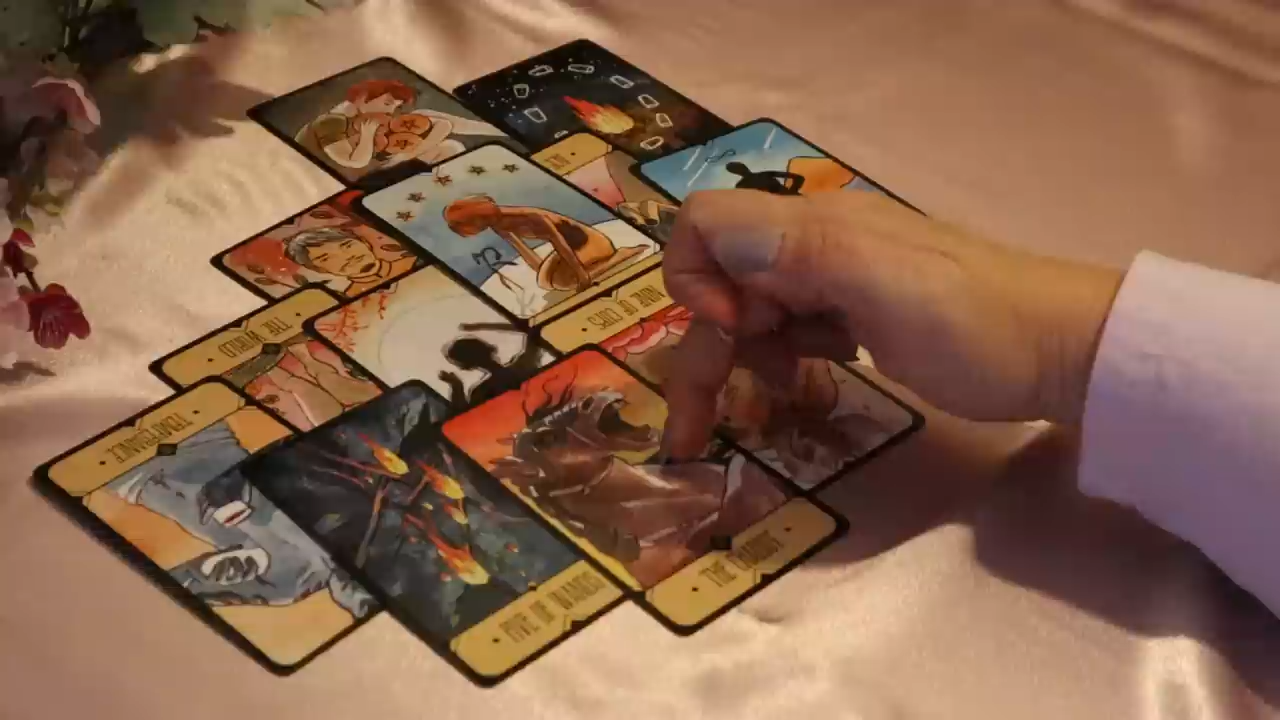 NINE OF CUPS
THE WORLD
TEMPERANCE
THE CHARIOT
FIVE OF WANDS